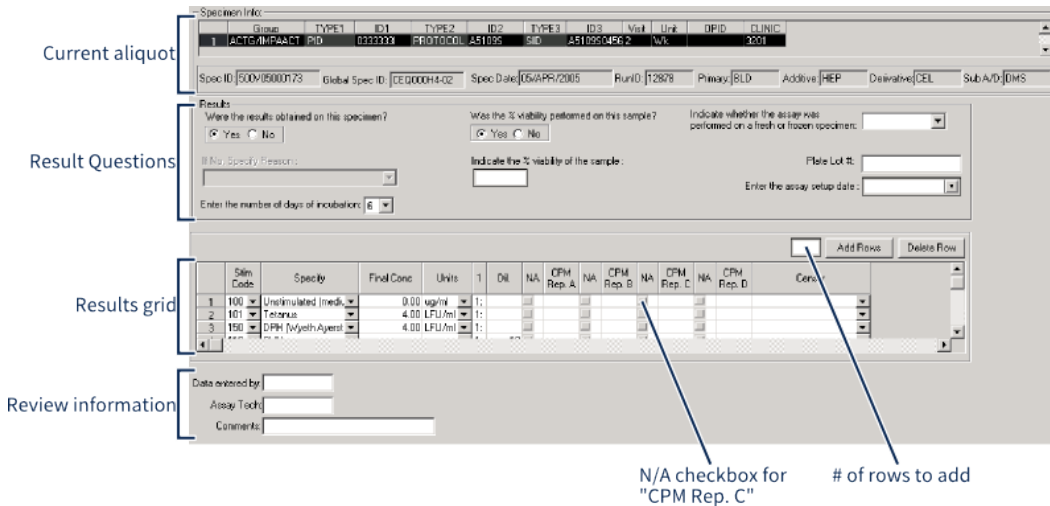 Current aliquot
Specimen Info:
Group TYPE1 ID1 TYPE2 ID2 TYPE3 ID3 Visit Unit OPID CLINIC
1 ACTG/IMPAACT PID 0333333I PROTOCOL A5109S SID A5109S0456 2 Wk 3201
Spec ID: 500V05000173 Global Spec ID: CEQ000H4-02 Spec Date: 05/APR/2005 RunID: 12878 Primary: BLD Additive: HEP Derivative: CEL Sub A/D: DMS
Result Questions
Results
Were the results obtained on this specimen?
Yes No
If No, Specify Reason:
Enter the number of days of incubation: 6
Was the % viability performed on this sample?
Yes No
Indicate the % viability of the sample :
Indicate whether the assay was
performed on a fresh or frozen specimen:
Plate Lot #:
Enter the assay setup date :
Add Rows Delete Row
Results grid
Stim Code Specify Final Conc Units 1 Dil. NA CPM Rep. A NA CPM Rep. B NA CPM Rep. C NA CPM Rep. D
1 100 Unstimulated (mediu 0.00 ug/ml 1:
2 101 Tetanus 4.00 LFU/ml 1:
3 150 DPH (Wyeth Ayerst 4.00 LFU/ml 1:
Review information
Data entered by:
Assay Tech:
Comments:
N/A checkbox for
"CPM Rep. C"
# of rows to add